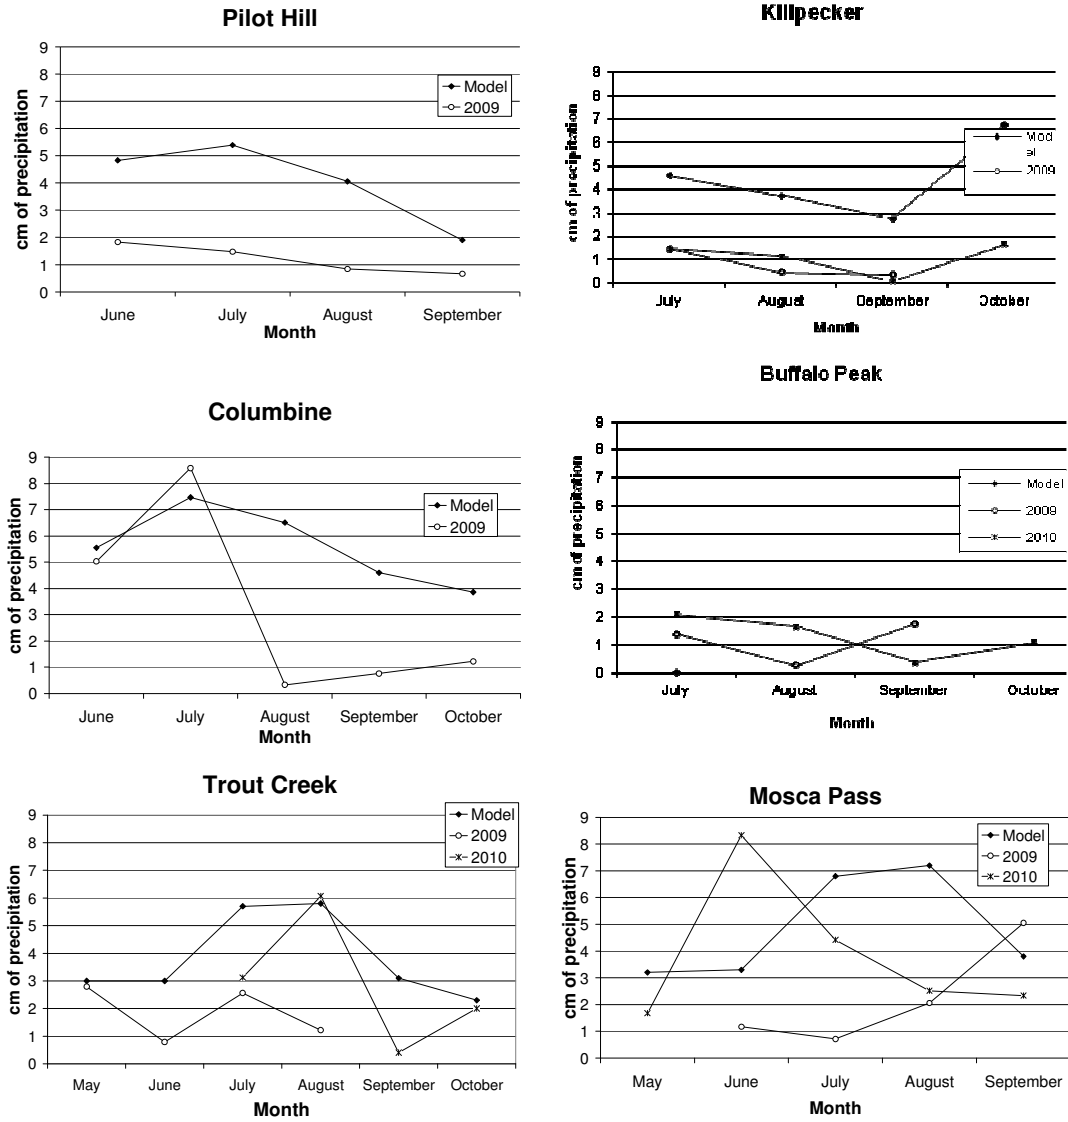 Pilot Hill
9
8
7
6
5
4
3
2
1
0
cm of precipitation
Model
2009
June July August September
Month
Killpecker
9
8
7
6
5
4
3
2
1
0
cm of precipitation
Mod
el
2009
July August September October
Month
Columbine
9
8
7
6
5
4
3
2
1
0
cm of precipitation
Model
2009
June July August September October
Month
Buffalo Peak
9
8
7
6
5
4
3
2
1
0
cm of precipitation
Model
2009
2010
July August September October
Month
Trout Creek
9
8
7
6
5
4
3
2
1
0
cm of precipitation
Model
2009
2010
May June July August September October
Month
Mosca Pass
9
8
7
6
5
4
3
2
1
0
cm of precipitation
Model
2009
2010
May June July August September
Month